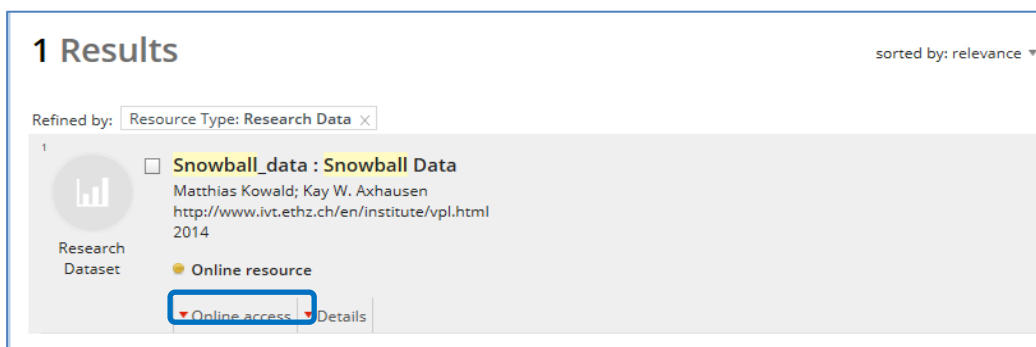 1 Results
sorted by: relevance
Refined by: Resource Type: Research Data ×
1
Snowball_data : Snowball Data
Matthias Kowald; Kay W. Axhausen
http://www.ivt.ethz.ch/en/institute/vpl.html
2014
Research
Dataset
Online resource
Online access Details